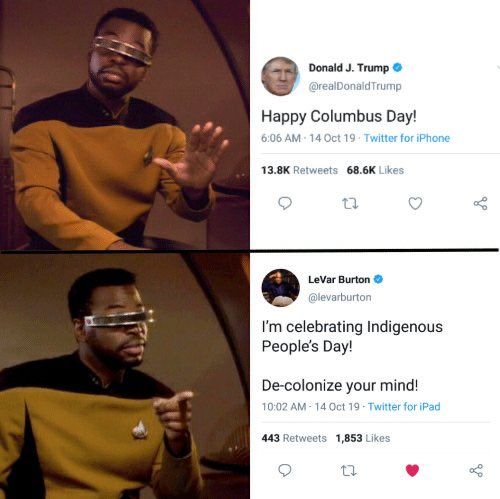 Donald J. Trump
@realDonaldTrump
Happy Columbus Day!
6:06 AM · 14 Oct 19 · Twitter for iPhone
13.8K Retweets 68.6K Likes
LeVar Burton
@levarburton
I'm celebrating Indigenous
People's Day!
De-colonize your mind!
10:02 AM · 14 Oct 19 · Twitter for iPad
443 Retweets 1,853 Likes